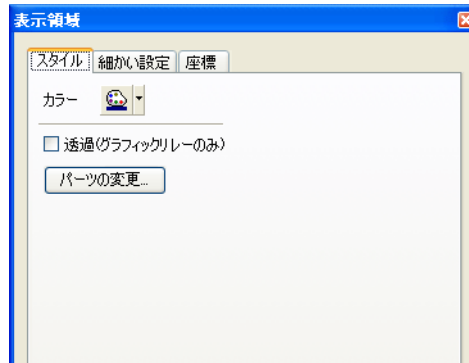 表示領域
スタイル 細かい設定 座標
カラー
透過(グラフィックリレーのみ)
パーツの変更...